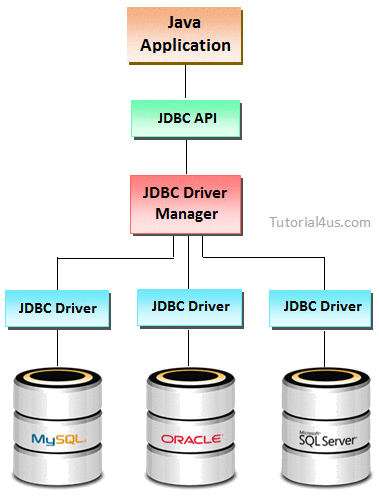 Java
Application
JDBC API
JDBC Driver
Manager
Tutorial4us.com
JDBC Driver
JDBC Driver
JDBC Driver
MySQL
ORACLE
Microsoft
SQL Server